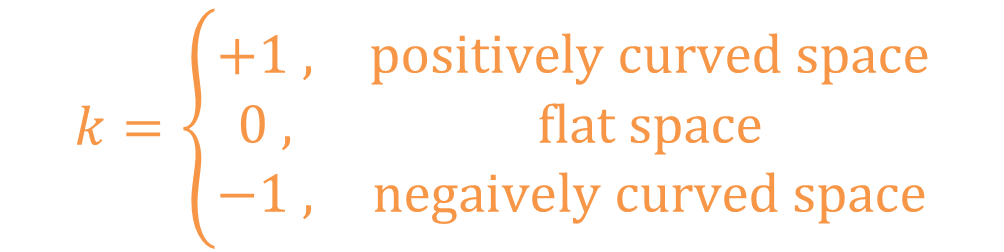 +1 , positively curved space
k = { 0 , flat space
−1 , negaively curved space